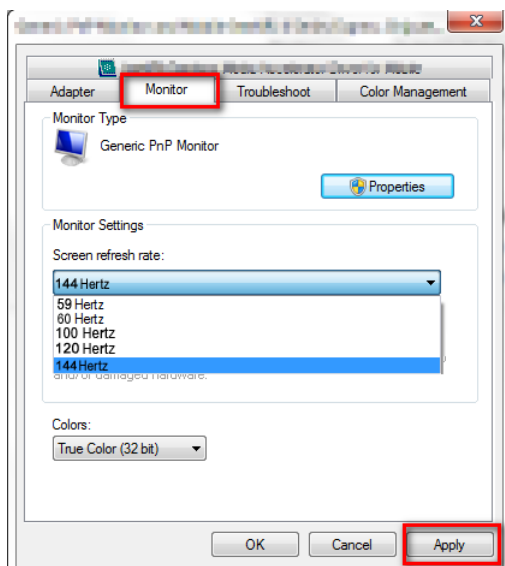 Adapter Monitor Troubleshoot Color Management
Monitor Type
Generic PnP Monitor
Properties
Monitor Settings
Screen refresh rate:
144 Hertz
59 Hertz
60 Hertz
100 Hertz
120 Hertz
144 Hertz
and/or damaged hardware.
Colors:
True Color (32 bit)
OK Cancel Apply